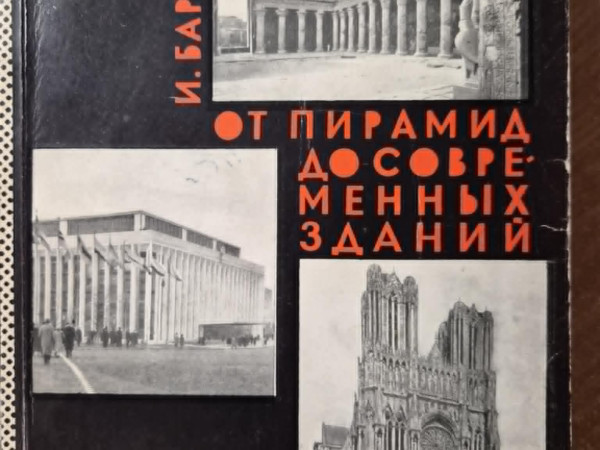 И. БАР
ОТ ПИРАМИД
ДО СОВРЕ-
МЕННЫХ
ЗДАНИЙ